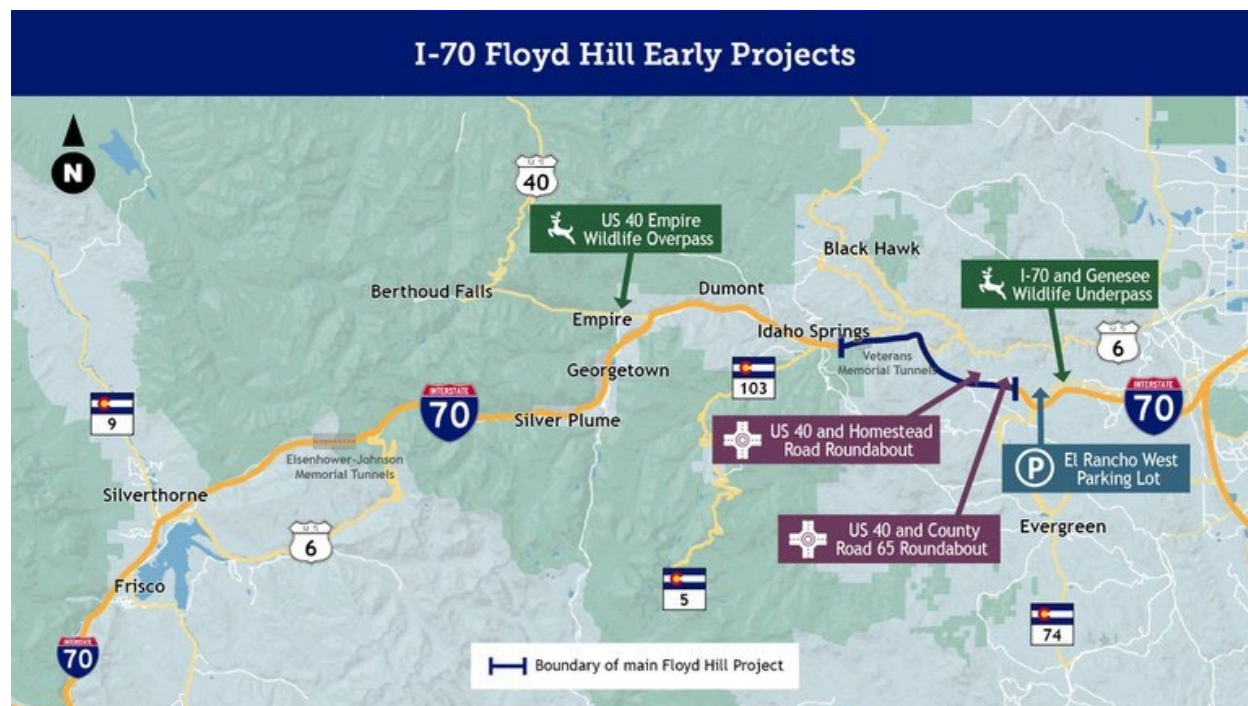 I-70 Floyd Hill Early Projects
N
U S
40
US 40 Empire
Wildlife Overpass
Black Hawk
I-70 and Genesee
Wildlife Underpass
Berthoud Falls
Dumont
Empire
Idaho Springs
U S
6
Veterans
Memorial Tunnels
Georgetown
103
INTERSTATE
70
INTERSTATE
70
9
Silver Plume
US 40 and Homestead
Road Roundabout
Eisenhower-Johnson
Memorial Tunnels
P
El Rancho West
Parking Lot
Silverthorne
U S
6
US 40 and County
Road 65 Roundabout
Evergreen
Frisco
5
74
INTERSTATE
70
Boundary of main Floyd Hill Project